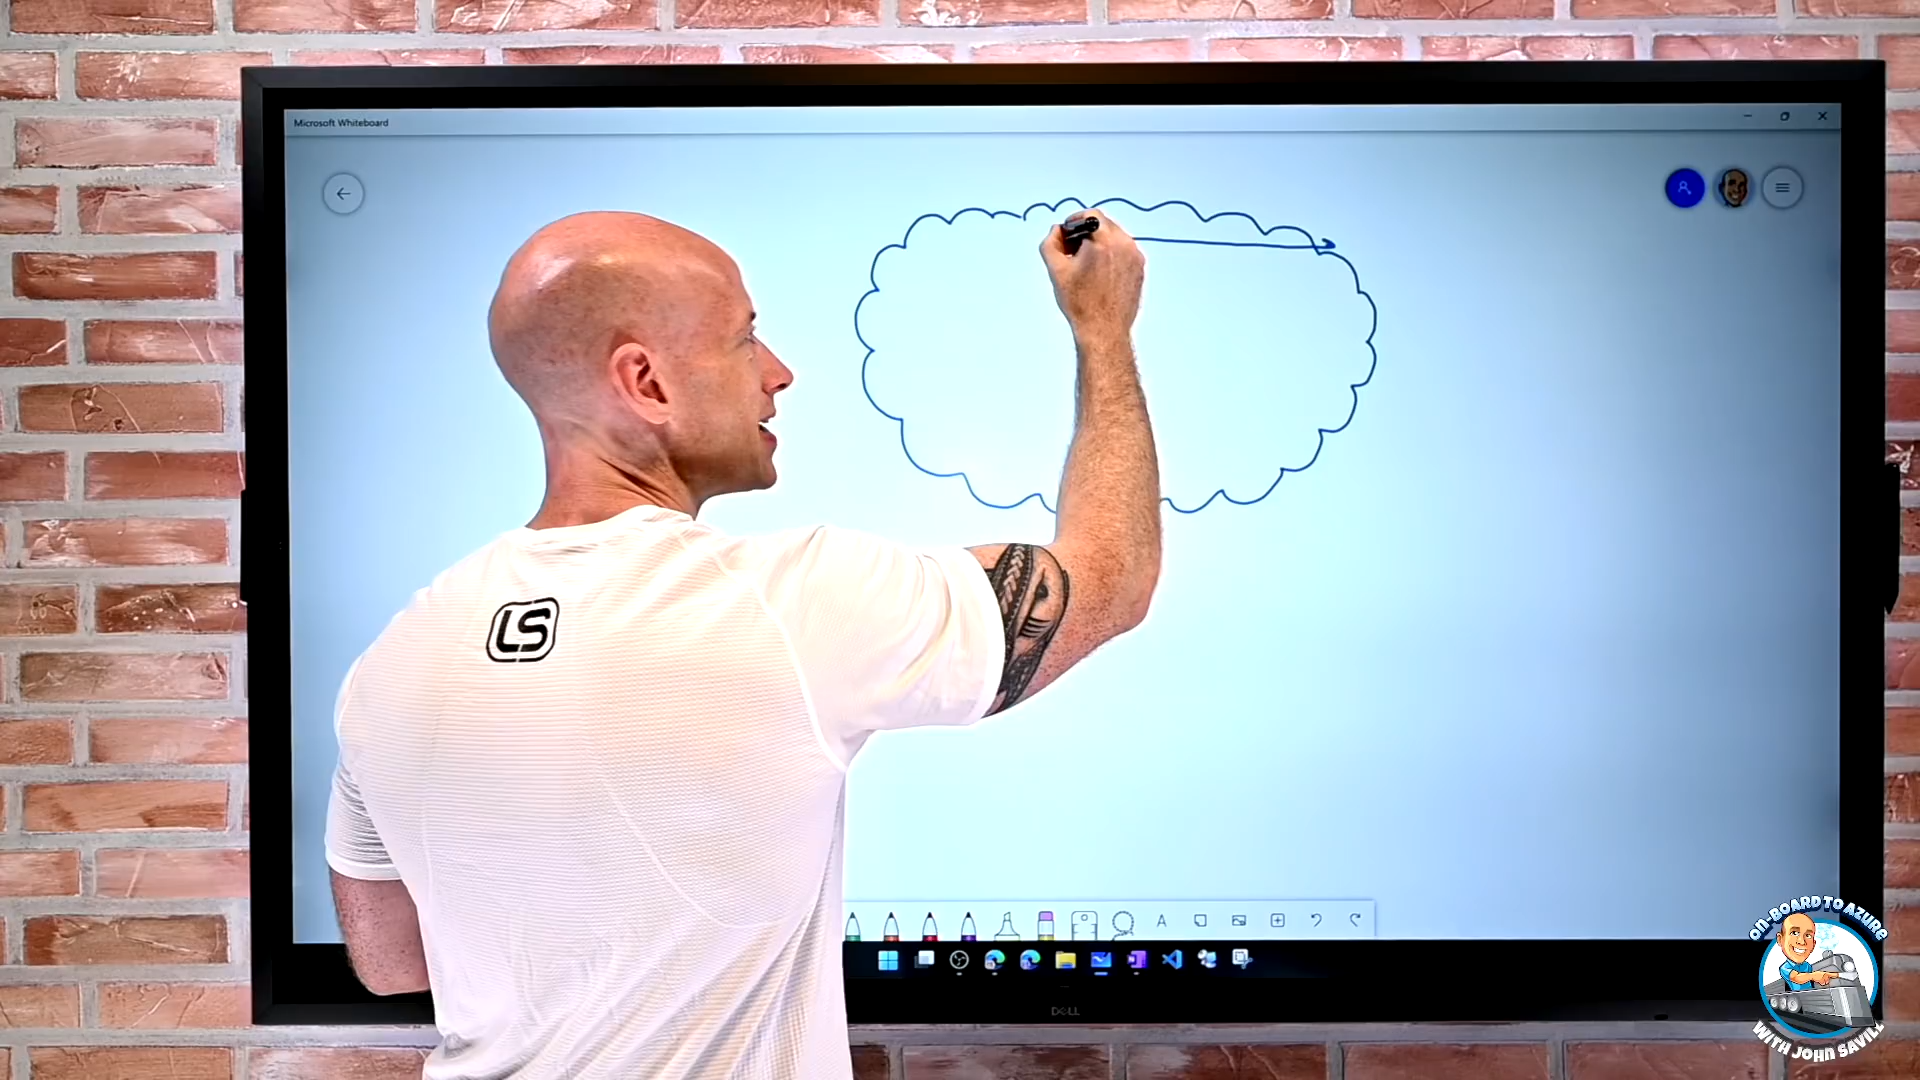 Microsoft Whiteboard
LS
A
DELL
ON-BOARD TO AZURE
WITH JOHN SAVILL